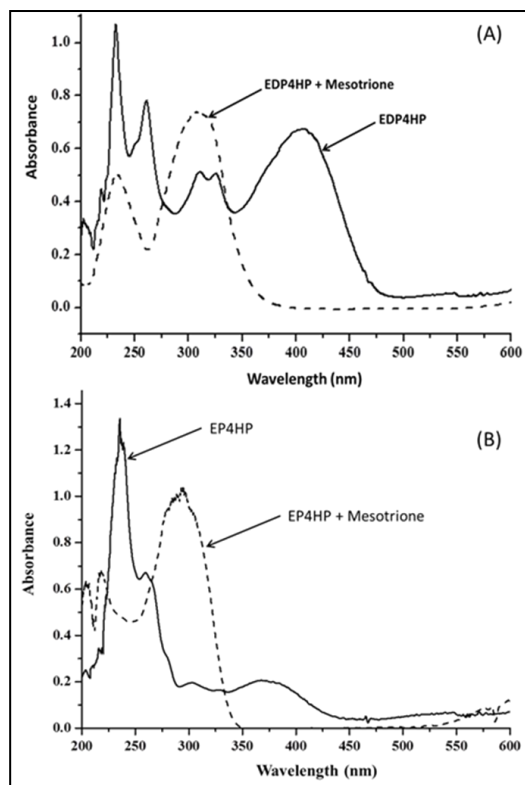 (A)
EDP4HP + Mesotrione
EDP4HP
Absorbance
1.0
0.8
0.6
0.4
0.2
0.0
200 250 300 350 400 450 500 550 600
Wavelength (nm)
(B)
EP4HP
EP4HP + Mesotrione
Absorbance
1.4
1.2
1.0
0.8
0.6
0.4
0.2
0.0
200 250 300 350 400 450 500 550 600
Wavelength (nm)